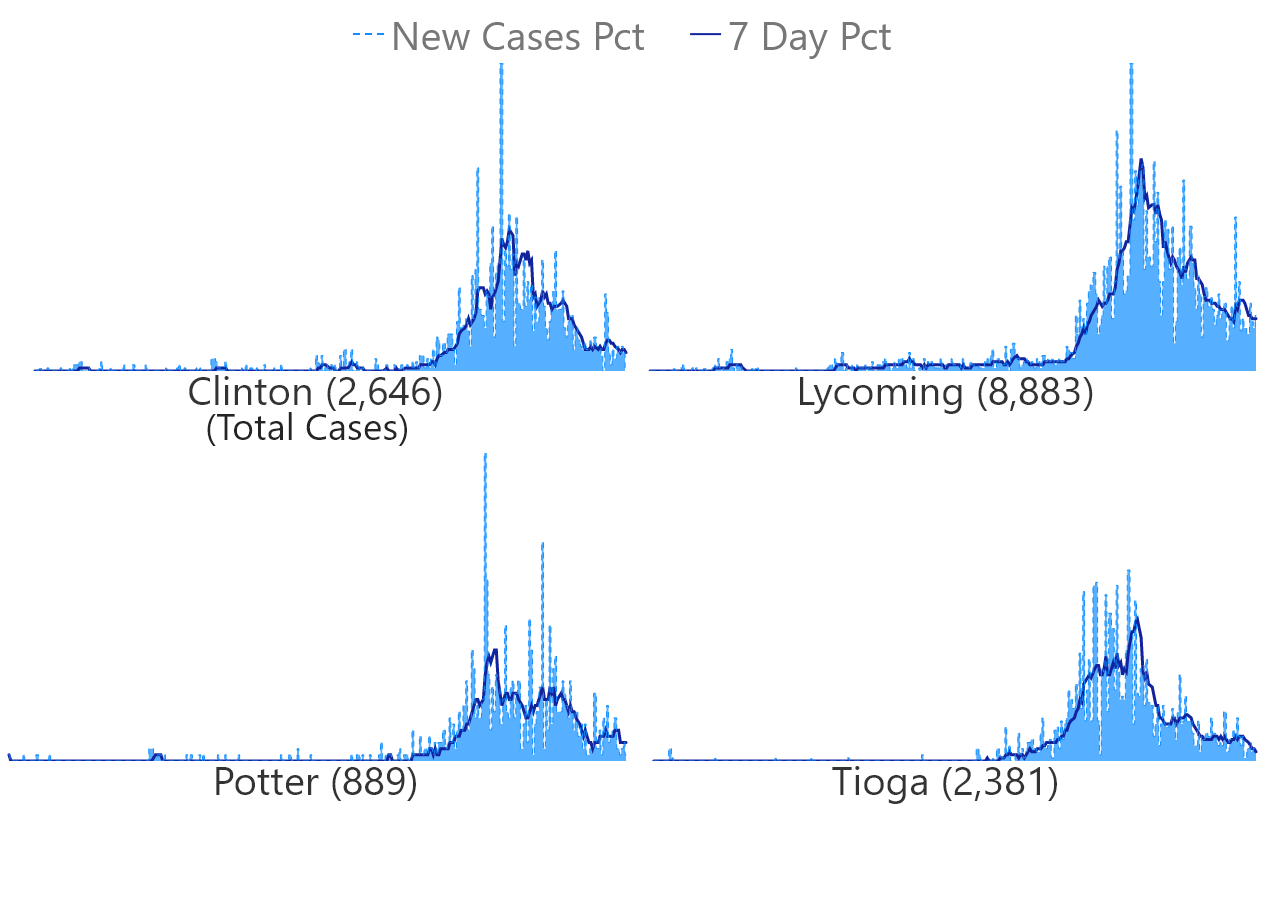 New Cases Pct 7 Day Pct
Clinton (2,646)
(Total Cases)
Lycoming (8,883)
Potter (889)
Tioga (2,381)